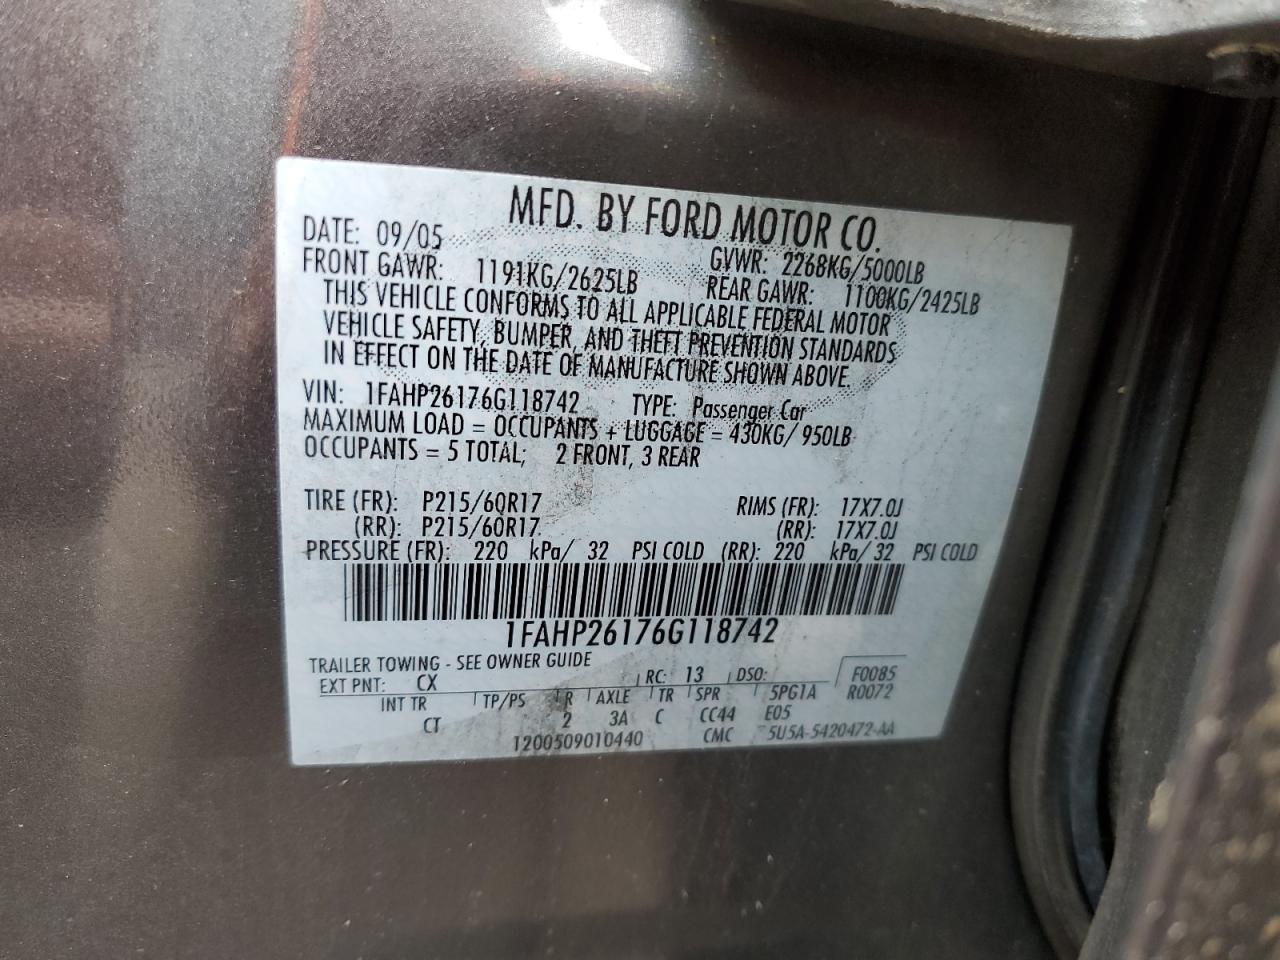 MFD. BY FORD MOTOR CO.
DATE: 09/05 GVWR: 2268KG/5000LB
FRONT GAWR: 1191KG/2625LB REAR GAWR: 1100KG/2425LB
THIS VEHICLE CONFORMS TO ALL APPLICABLE FEDERAL MOTOR
VEHICLE SAFETY, BUMPER, AND THEFT PREVENTION STANDARDS
IN EFFECT ON THE DATE OF MANUFACTURE SHOWN ABOVE.
VIN: 1FAHP26176G118742 TYPE: Passenger Car
MAXIMUM LOAD = OCCUPANTS + LUGGAGE = 430KG/ 950LB
OCCUPANTS = 5 TOTAL; 2 FRONT, 3 REAR
TIRE (FR): P215/60R17 RIMS (FR): 17X7.0J
(RR): P215/60R17 (RR): 17X7.0J
PRESSURE (FR): 220 kPa/ 32 PSI COLD (RR): 220 kPa/ 32 PSI COLD
1FAHP26176G118742
TRAILER TOWING - SEE OWNER GUIDE
EXT PNT: CX RC: 13 DSO: F0085
INT TR TP/PS R AXLE TR SPR 5PG1A R0072
CT 2 3A C CC44 E05
1200509010440 CMC 5U5A-5420472-AA